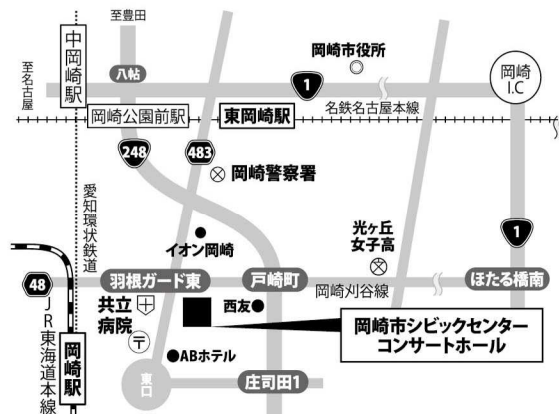 至豊田
中岡崎駅
至名古屋
八帖
岡崎市役所
1
岡崎
I.C
岡崎公園前駅
東岡崎駅
名鉄名古屋本線
248
483
岡崎警察署
愛知環状鉄道
イオン岡崎
光ヶ丘
女子高
1
48
羽根ガード東
戸崎町
岡崎刈谷線
ほたる橋南
共立
病院
西友
岡崎市シビックセンター
コンサートホール
〒
JR東海道本線
岡崎駅
ABホテル
東口
庄司田1